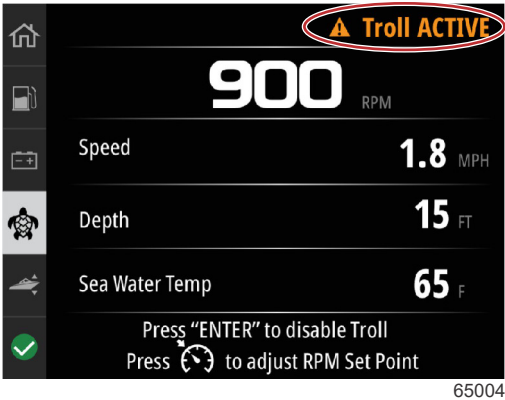 Troll ACTIVE
900 RPM
Speed 1.8 MPH
Depth 15 FT
Sea Water Temp 65 F
Press “ENTER” to disable Troll
Press to adjust RPM Set Point
65004